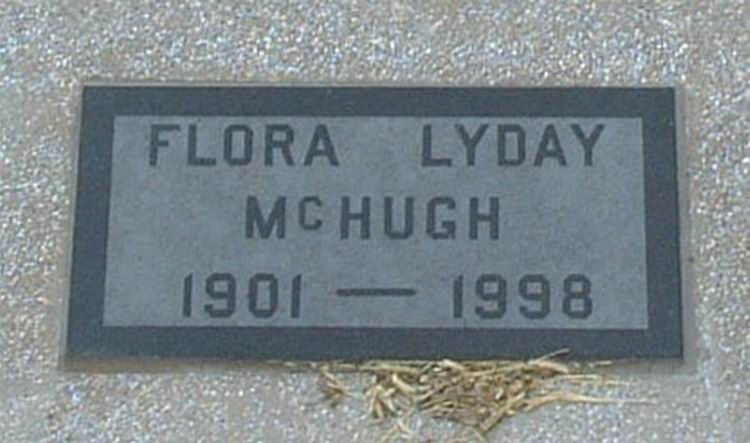 FLORA LYDAY
McHUGH
1901 — 1998